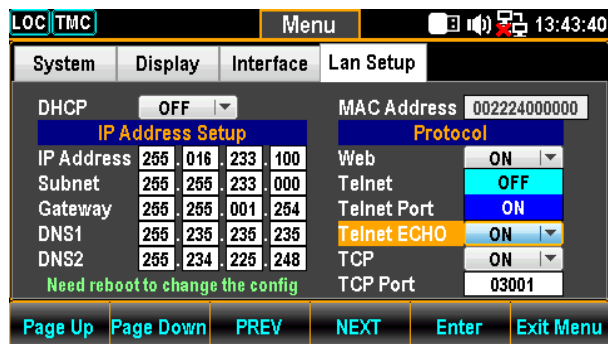 LOC TMC Menu 13:43:40
System Display Interface Lan Setup
DHCP OFF MAC Address 002224000000
IP Address Setup Protocol
IP Address 255 . 016 . 233 . 100 Web ON
Subnet 255 . 255 . 233 . 000 Telnet OFF
Gateway 255 . 255 . 001 . 254 Telnet Port ON
DNS1 255 . 235 . 235 . 235 Telnet ECHO ON
DNS2 255 . 234 . 225 . 248 TCP ON
Need reboot to change the config TCP Port 03001
Page Up Page Down PREV NEXT Enter Exit Menu